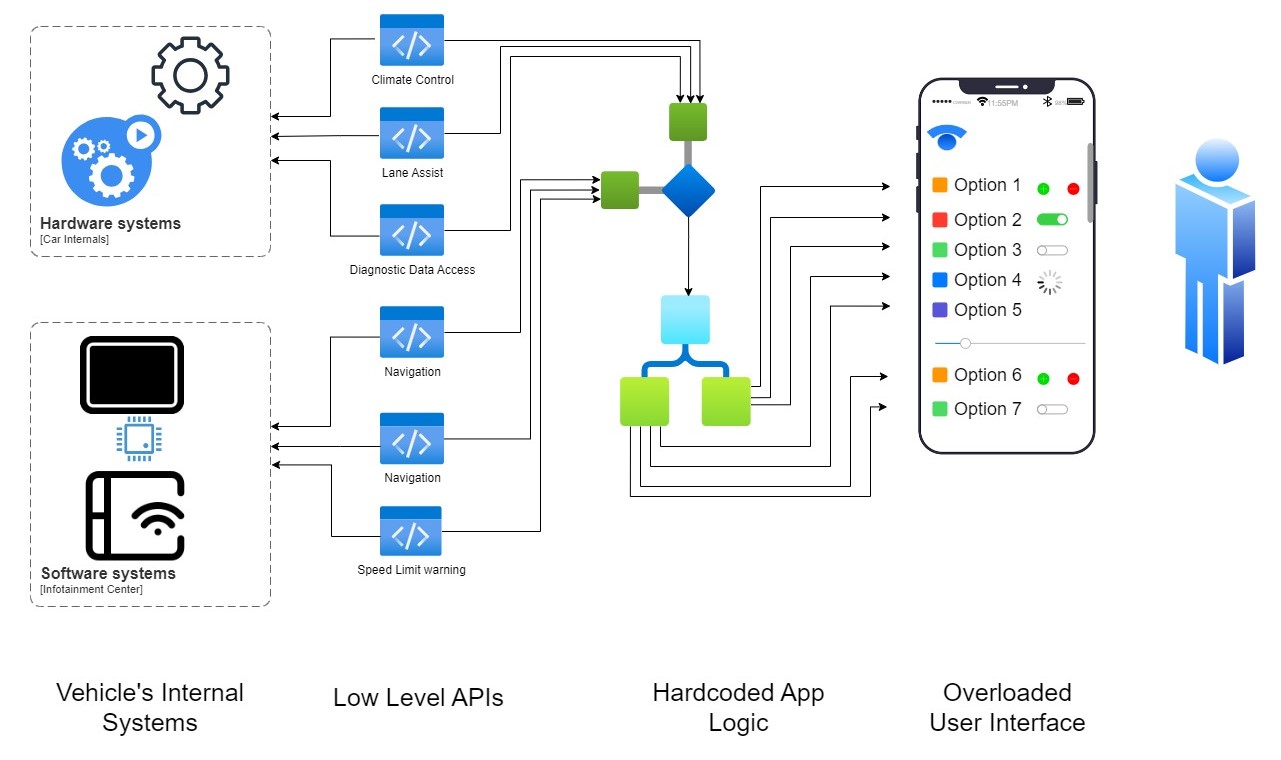 Climate Control
Lane Assist
Diagnostic Data Access
Hardware systems
[Car Internals]
Navigation
Navigation
Speed Limit warning
Software systems
[Infotainment Center]
11:55PM
98%
Option 1
Option 2
Option 3
Option 4
Option 5
Option 6
Option 7
Vehicle's Internal
Systems
Low Level APIs
Hardcoded App
Logic
Overloaded
User Interface